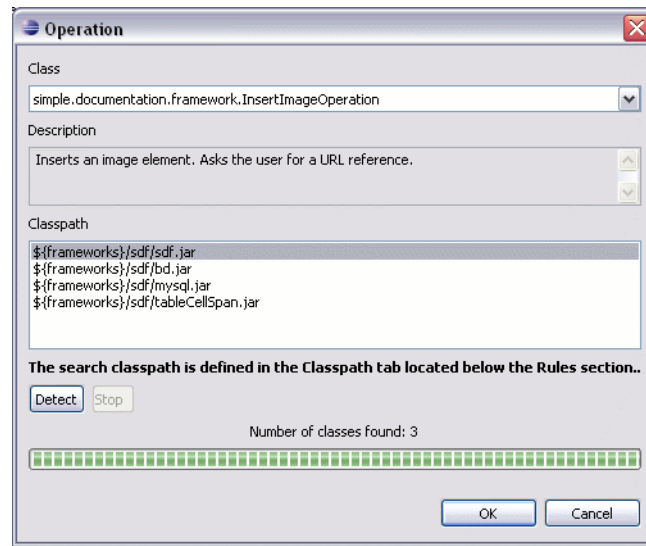 Operation
Class
simple.documentation.framework.InsertImageOperation
Description
Inserts an image element. Asks the user for a URL reference.
Classpath
${frameworks}/sdf/sdf.jar
${frameworks}/sdf/bd.jar
${frameworks}/sdf/mysql.jar
${frameworks}/sdf/tableCellSpan.jar
The search classpath is defined in the Classpath tab located below the Rules section..
Detect Stop
Number of classes found: 3
OK Cancel